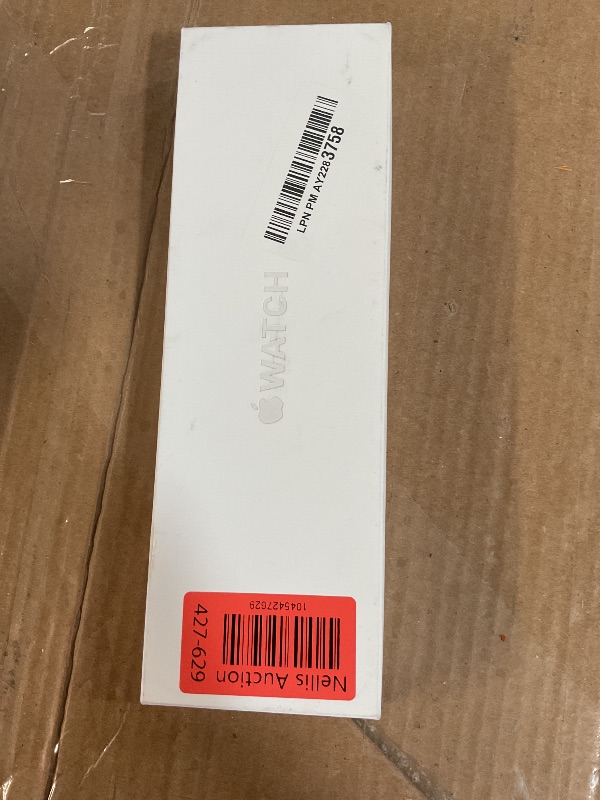 LPN PM AY2283758
WATCH
Nellis Auction
1045427629
427-629